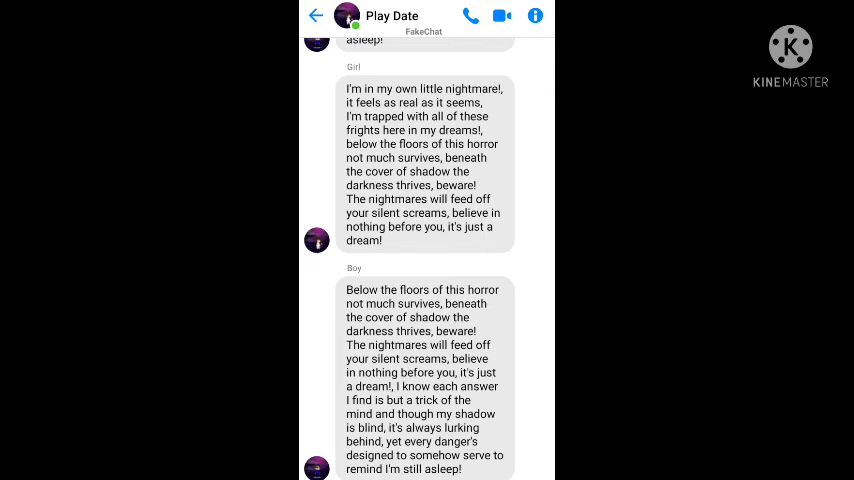 Play Date
FakeChat
asleep!
Girl
I'm in my own little nightmare!,
it feels as real as it seems,
I'm trapped with all of these
frights here in my dreams!,
below the floors of this horror
not much survives, beneath
the cover of shadow the
darkness thrives, beware!
The nightmares will feed off
your silent screams, believe in
nothing before you, it's just a
dream!
Boy
Below the floors of this horror
not much survives, beneath
the cover of shadow the
darkness thrives, beware!
The nightmares will feed off
your silent screams, believe
in nothing before you, it's just
a dream!, I know each answer
I find is but a trick of the
mind and though my shadow
is blind, it's always lurking
behind, yet every danger's
designed to somehow serve to
remind I'm still asleep!
K
KINEMASTER